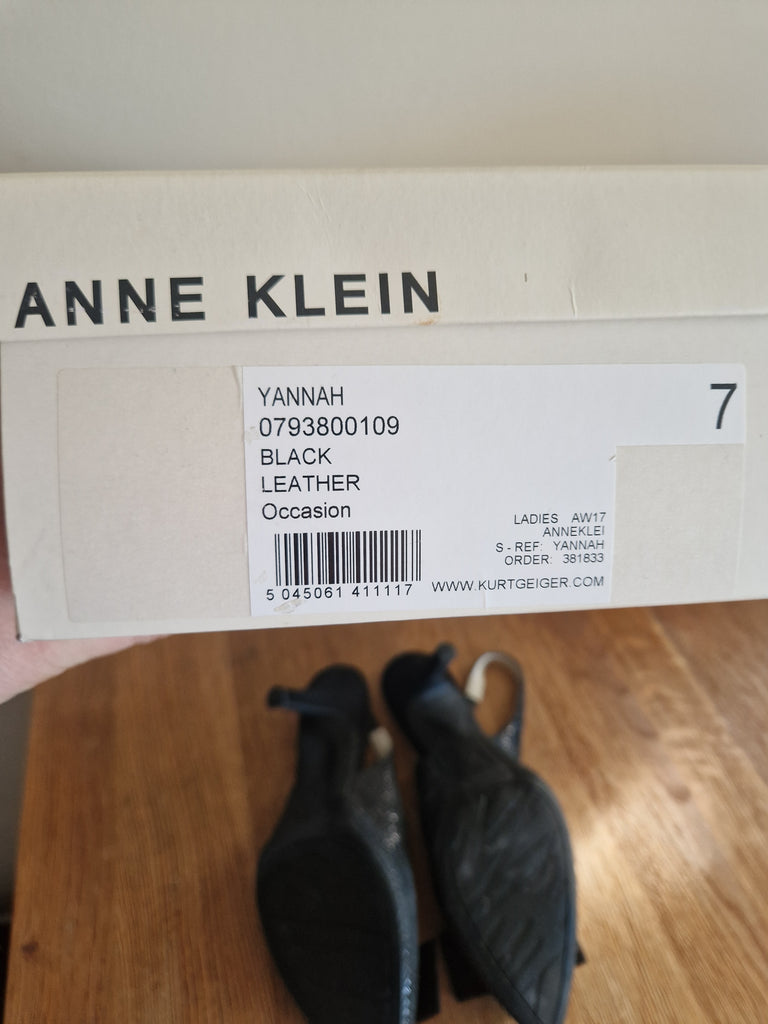 ANNE KLEIN
YANNAH
7
0793800109
BLACK
LEATHER
Occasion
LADIES AW17
ANNEKLEI
S - REF: YANNAH
ORDER: 381833
5 045061 411117
WWW.KURTGEIGER.COM